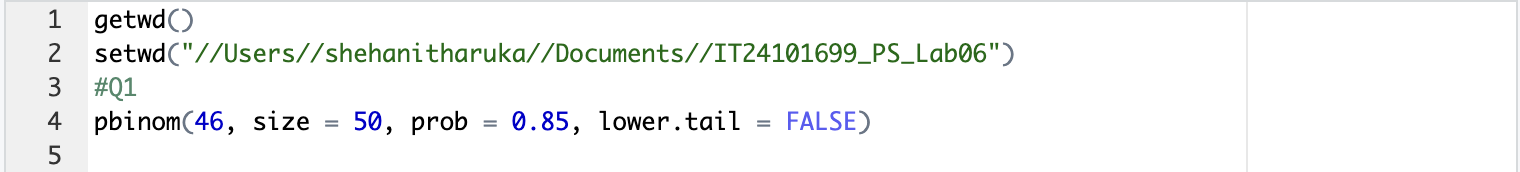 1 getwd()
2 setwd("//Users//shehanitharuka//Documents//IT24101699_PS_Lab06")
3 #Q1
4 pbinom(46, size = 50, prob = 0.85, lower.tail = FALSE)
5